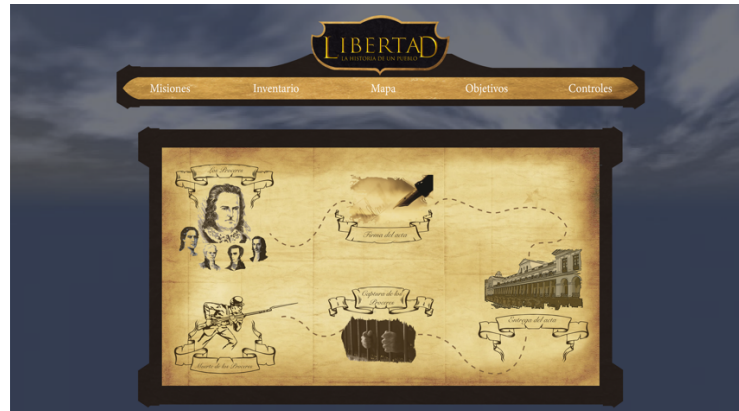 LIBERTAD
LA HISTORIA DE UN PUEBLO
Misiones Inventario Mapa Objetivos Controles
Los Próceres
Firma del acta
Captura de los
Próceres
Entrega del acta
Muerte de los Próceres